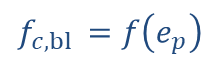 f_{c,bl} = f(e_p)